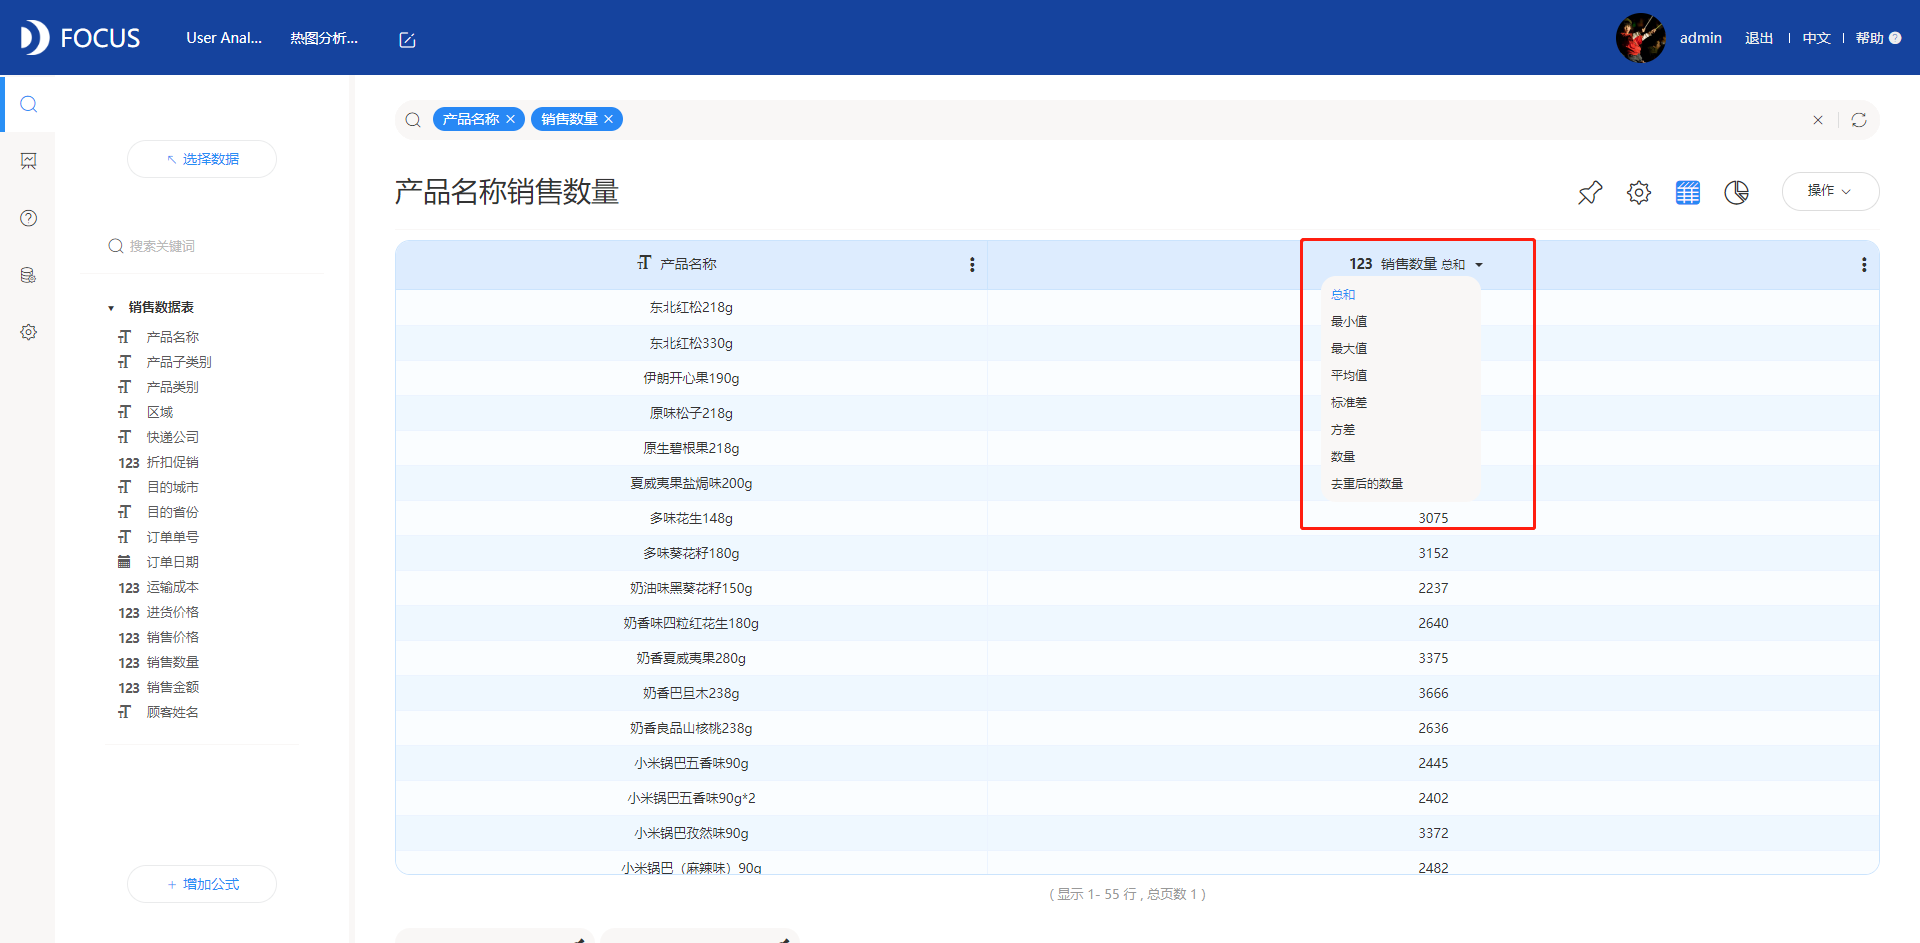 FOCUS
User Anal...
热图分析...
admin
退出
中文
帮助
产品名称
销售数量
选择数据
产品名称销售数量
操作
搜索关键词
销售数据表
产品名称
产品子类别
产品类别
区域
快递公司
123 折扣促销
目的城市
目的省份
订单单号
订单日期
123 运输成本
123 进货价格
123 销售价格
123 销售数量
123 销售金额
顾客姓名
+ 增加公式
产品名称
123 销售数量 总和
总和
最小值
最大值
平均值
标准差
方差
数量
去重后的数量
东北红松218g
东北红松330g
伊朗开心果190g
原味松子218g
原生碧根果218g
夏威夷果盐焗味200g
多味花生148g 3075
多味葵花籽180g 3152
奶油味黑葵花籽150g 2237
奶香味四粒红花生180g 2640
奶香夏威夷果280g 3375
奶香巴旦木238g 3666
奶香良品山核桃238g 2636
小米锅巴五香味90g 2445
小米锅巴五香味90g*2 2402
小米锅巴孜然味90g 3372
小米锅巴（麻辣味）90g 2482
( 显示 1- 55 行 , 总页数 1 )